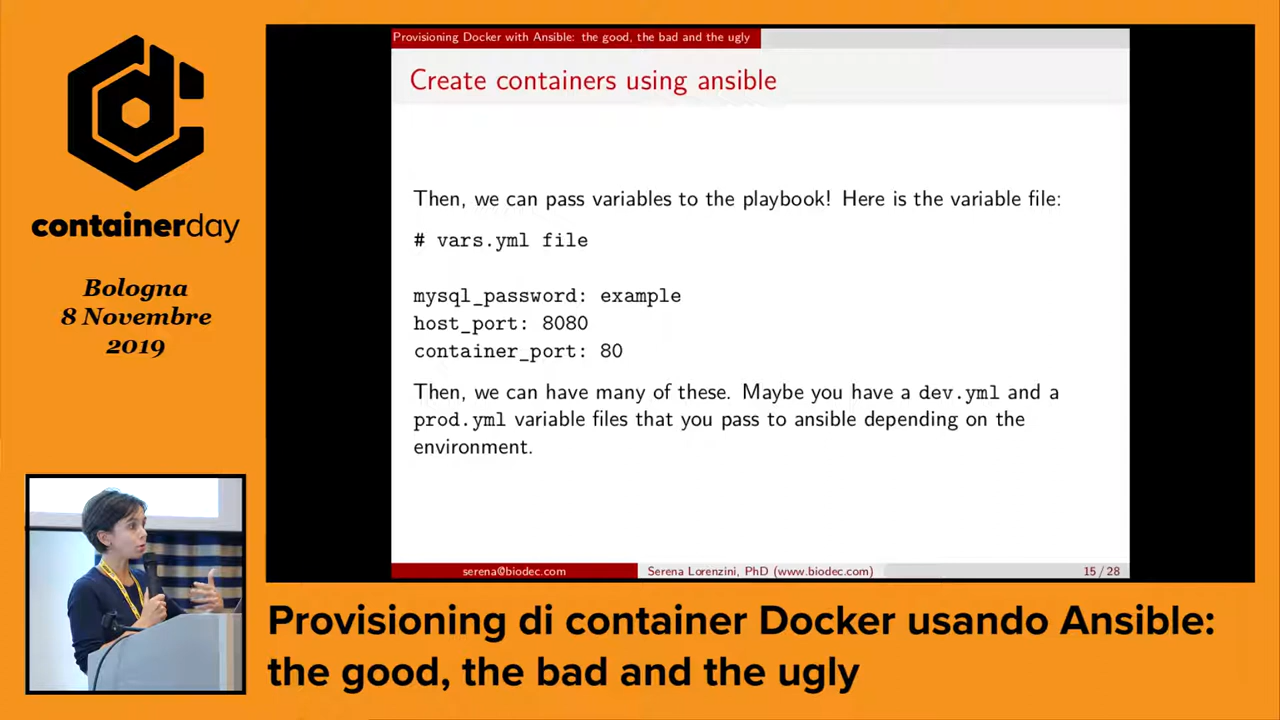 containerday
Bologna
8 Novembre
2019
Provisioning Docker with Ansible: the good, the bad and the ugly
Create containers using ansible
Then, we can pass variables to the playbook! Here is the variable file:
# vars.yml file
mysql_password: example
host_port: 8080
container_port: 80
Then, we can have many of these. Maybe you have a dev.yml and a
prod.yml variable files that you pass to ansible depending on the
environment.
serena@biodec.com
Serena Lorenzini, PhD (www.biodec.com)
15 / 28
Provisioning di container Docker usando Ansible:
the good, the bad and the ugly